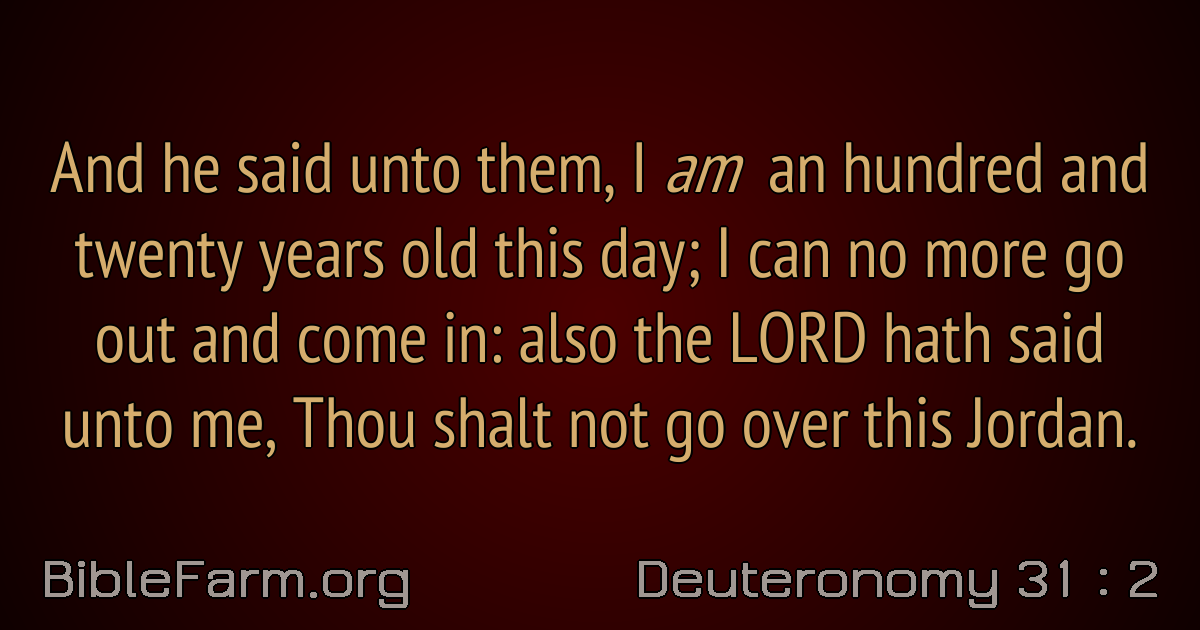 And he said unto them, I am an hundred and
twenty years old this day; I can no more go
out and come in: also the LORD hath said
unto me, Thou shalt not go over this Jordan.
BibleFarm.org
Deuteronomy 31 : 2